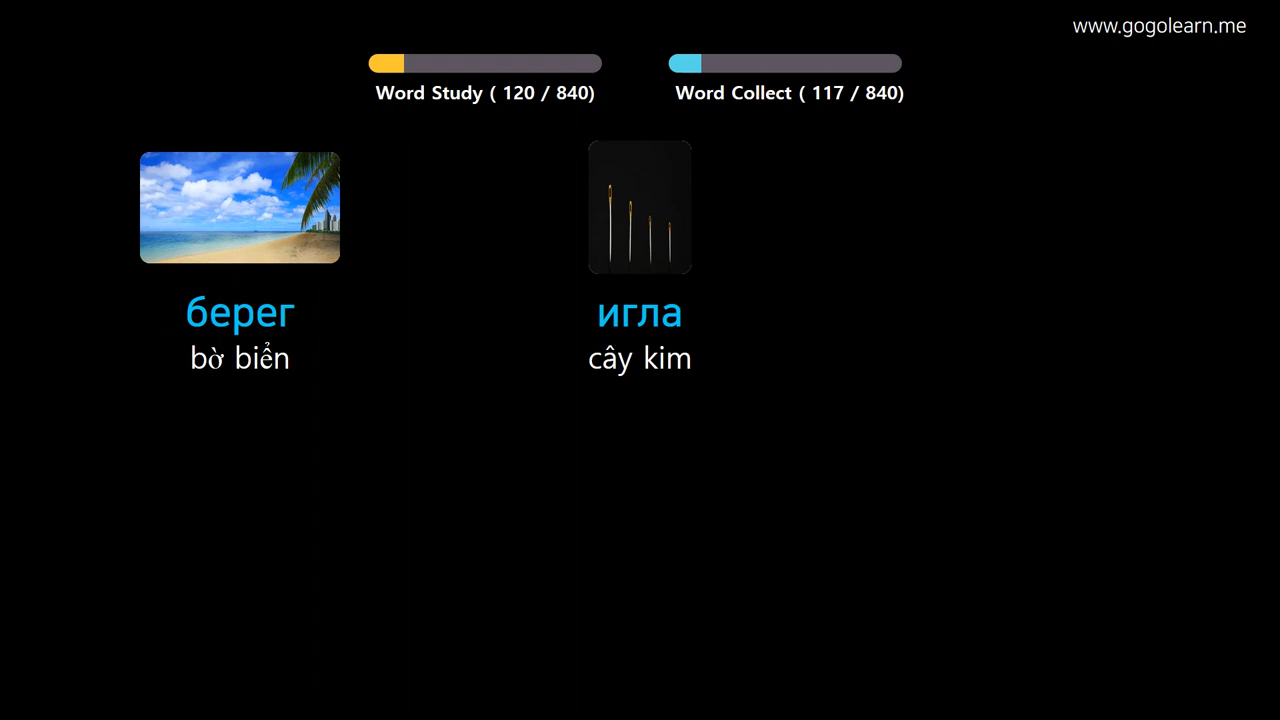 www.gogolearn.me
Word Study ( 120 / 840)
Word Collect ( 117 / 840)
берег
bờ biển
игла
cây kim